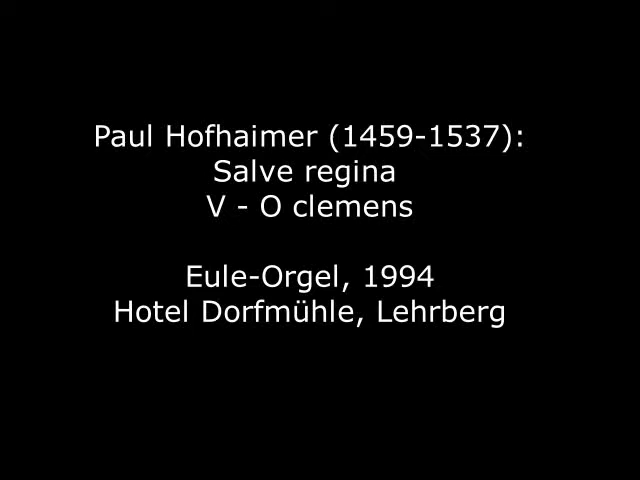 Paul Hofhaimer (1459-1537):
Salve regina
V - O clemens
Eule-Orgel, 1994
Hotel Dorfmühle, Lehrberg